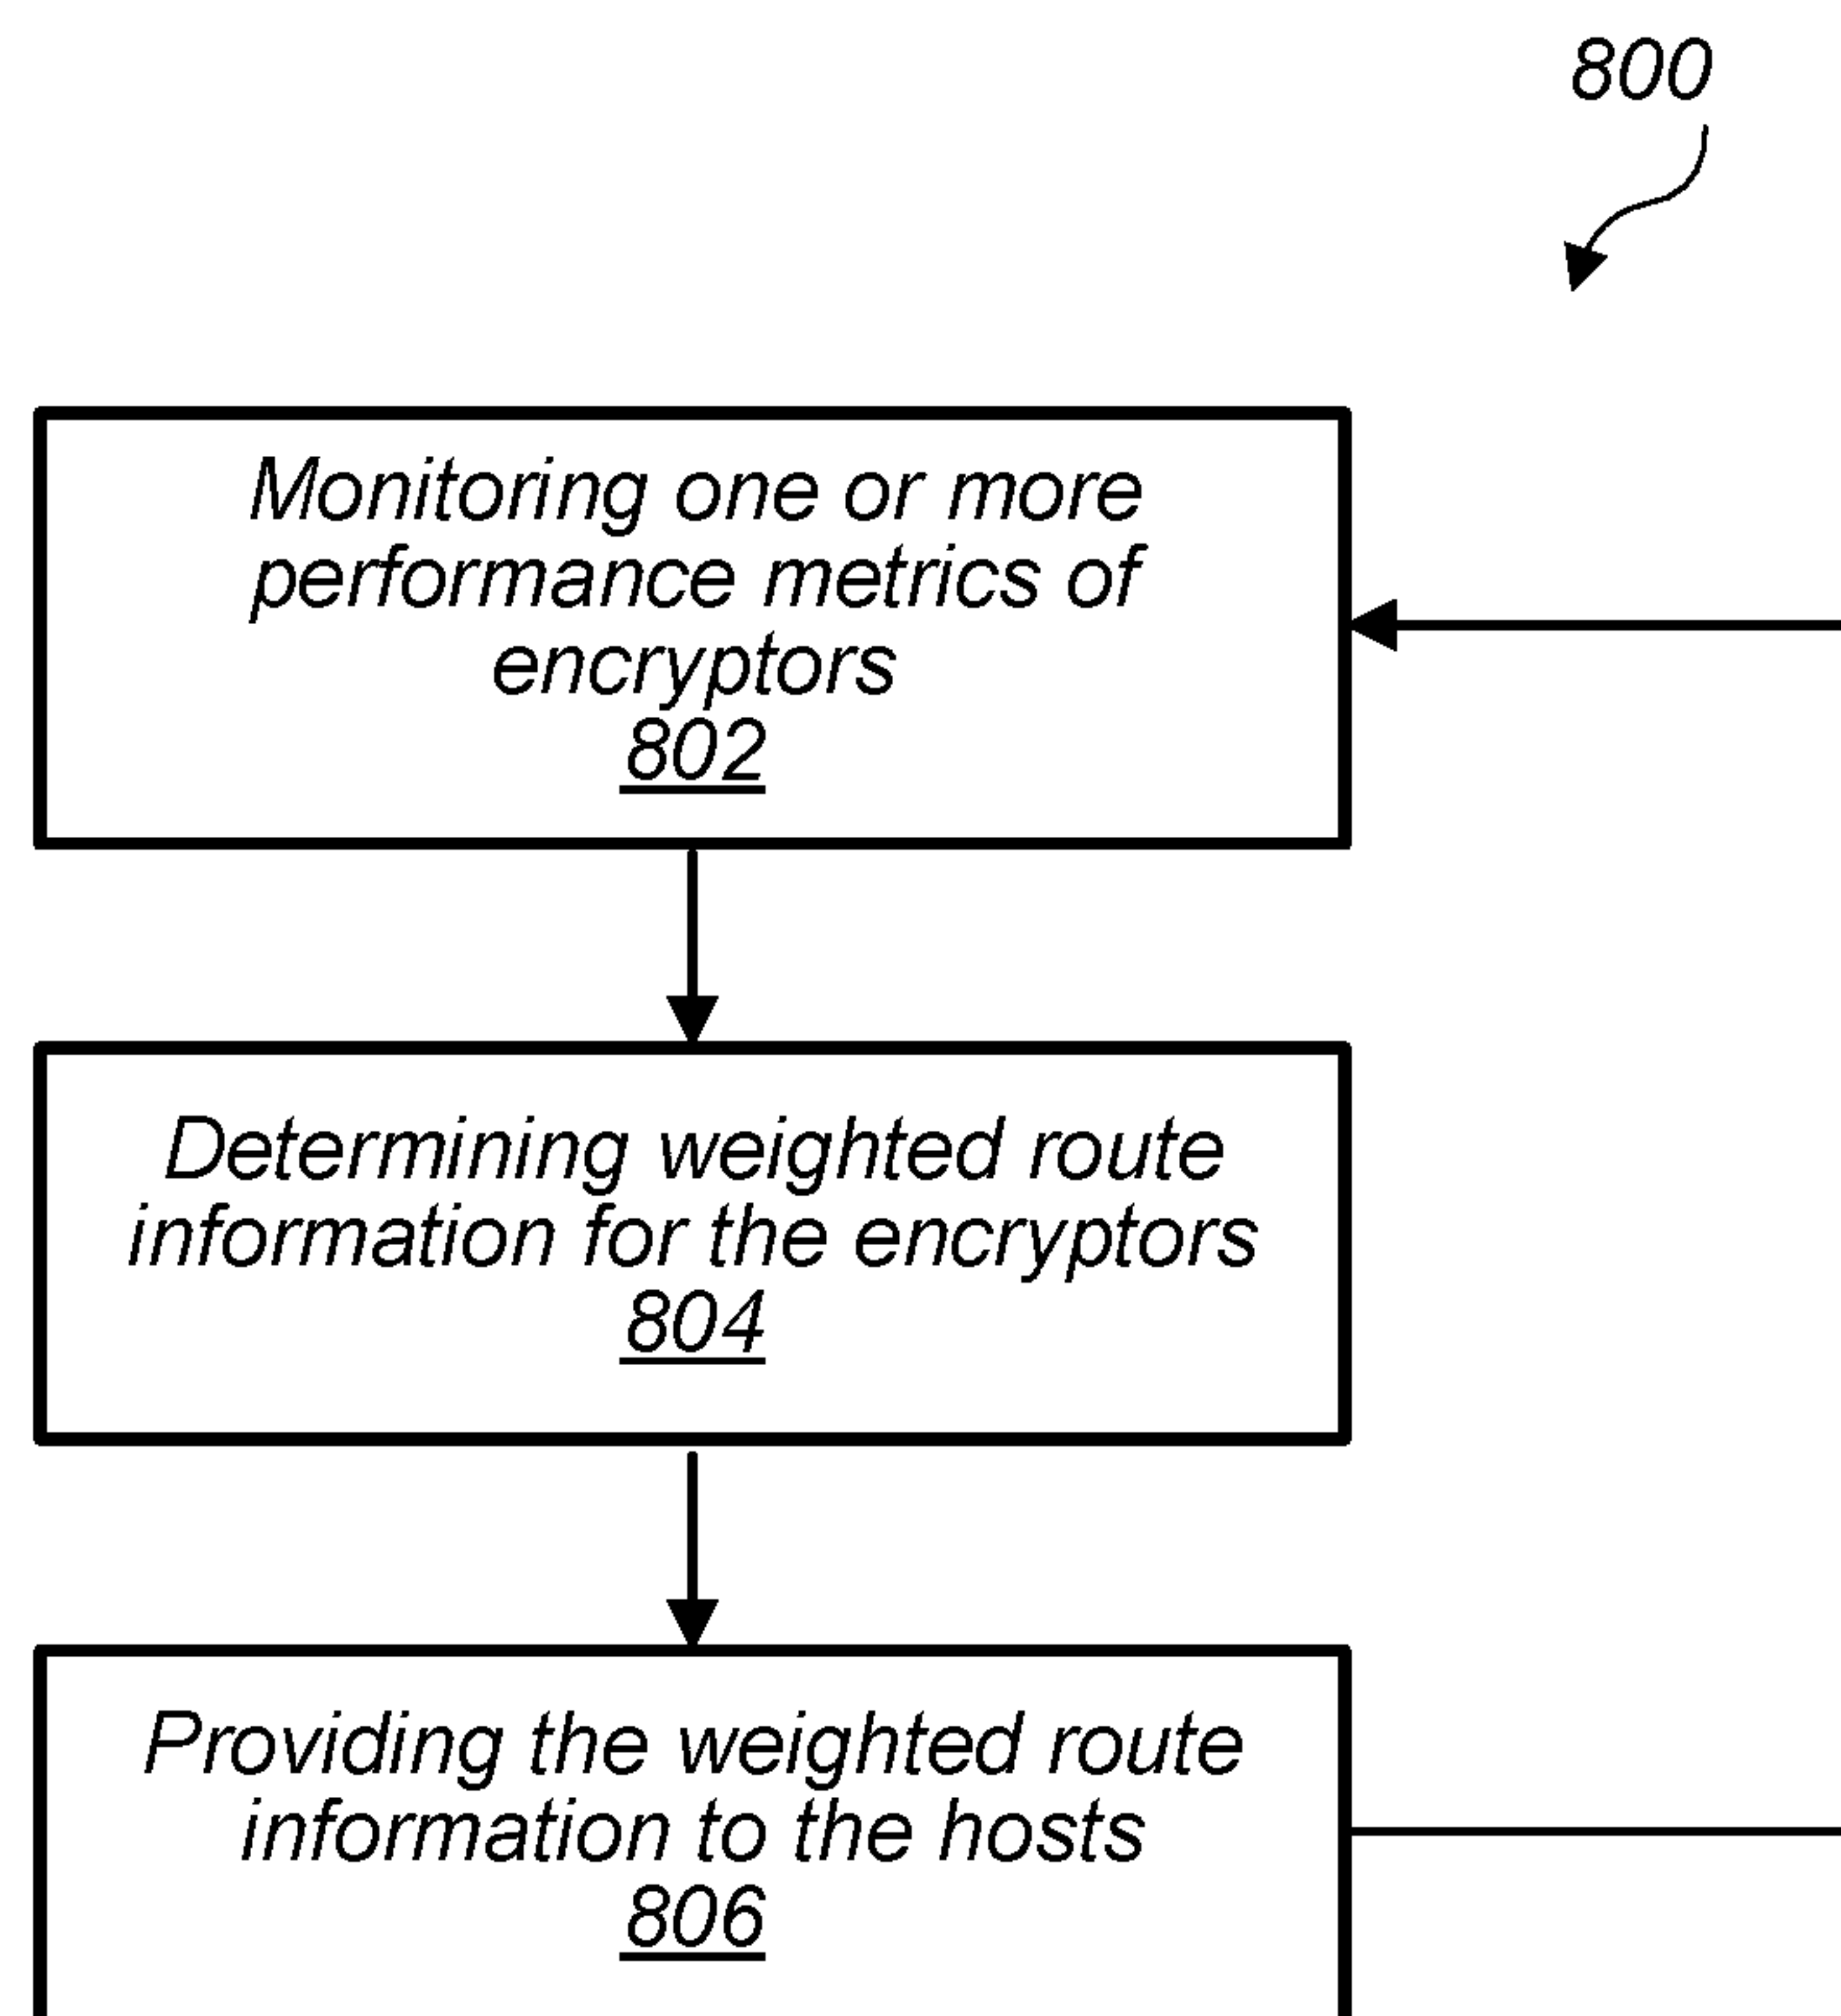 800
Monitoring one or more
performance metrics of
encryptors
802
Determining weighted route
information for the encryptors
804
Providing the weighted route
information to the hosts
806